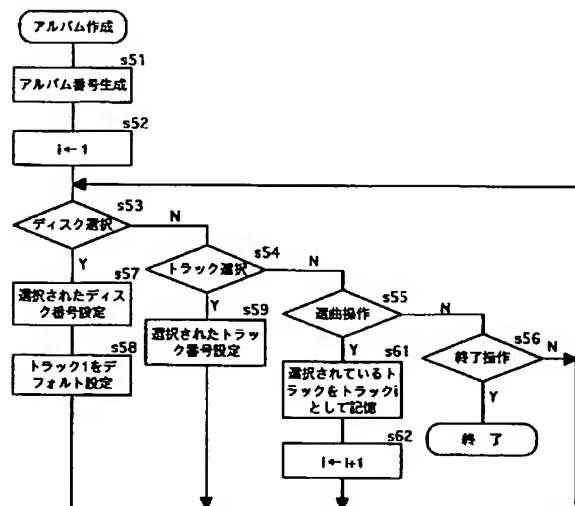 アルバム作成
s51
アルバム番号生成
s52
i←1
s53
ディスク選択
N
Y
s54
トラック選択
N
Y
s55
選曲操作
N
Y
s56
終了操作
N
Y
s57
選択されたディス
ク番号設定
s58
トラック1をデ
フォルト設定
s59
選択されたトラッ
ク番号設定
s61
選択されているト
ラックをトラックi
として記憶
s62
i←i+1
終 了